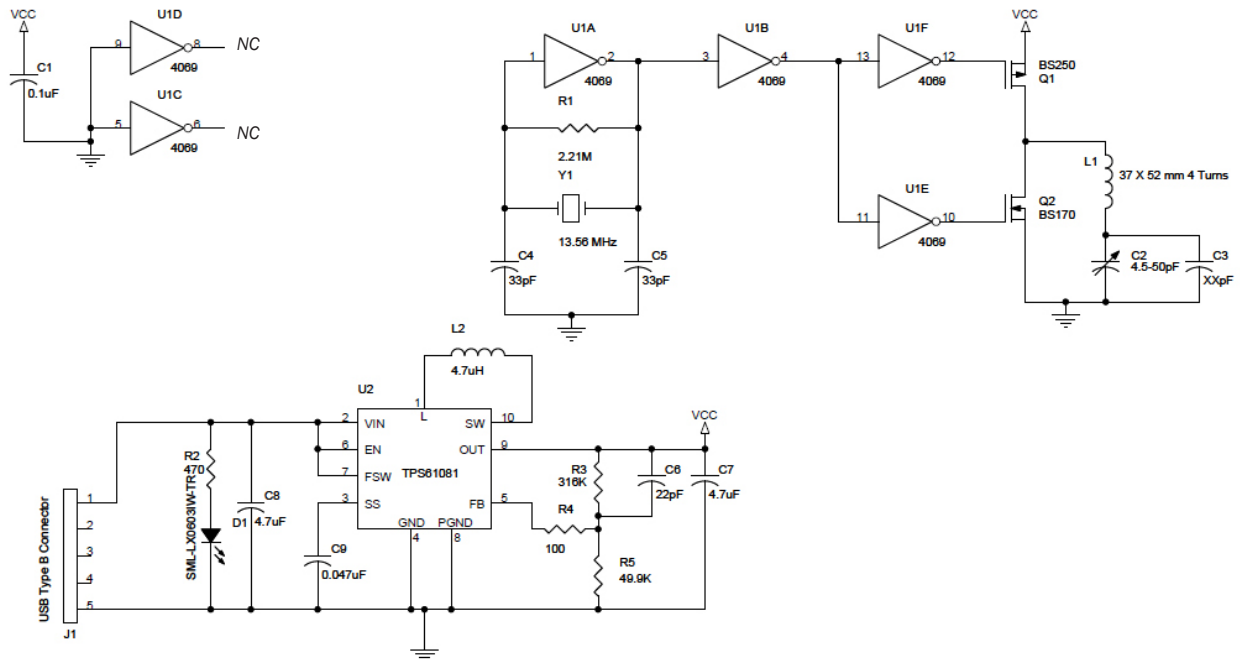 VCC
C1
0.1uF
U1D
9
8
NC
4069
U1C
5
6
NC
4069
U1A
1
2
4069
R1
2.21M
Y1
13.56 MHz
C4
33pF
C5
33pF
U1B
3
4
4069
U1F
13
12
4069
U1E
11
10
4069
VCC
BS250
Q1
Q2
BS170
L1
37 X 52 mm 4 Turns
C2
4.5-50pF
C3
XXpF
L2
4.7uH
U2
1
L
2
VIN
SW
10
6
EN
OUT
9
7
FSW
TPS61081
3
SS
FB
5
GND
PGND
4
8
R2
470
SML-LX0603IW-TR
D1
C8
4.7uF
C9
0.047uF
R3
316K
R4
100
R5
49.9K
C6
22pF
VCC
C7
4.7uF
USB Type B Connector
1
2
3
4
5
J1